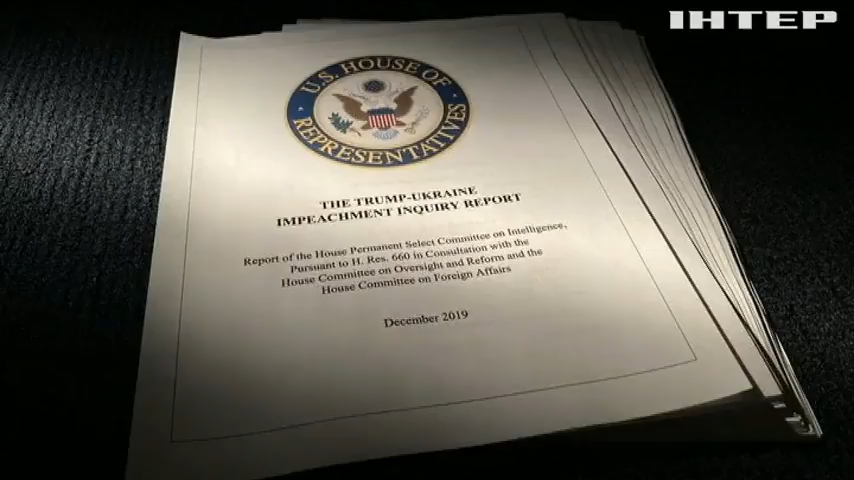 ІНТЕР
U.S. HOUSE OF
REPRESENTATIVES
THE TRUMP-UKRAINE
IMPEACHMENT INQUIRY REPORT
Report of the House Permanent Select Committee on Intelligence,
Pursuant to H. Res. 660 in Consultation with the
House Committee on Oversight and Reform and the
House Committee on Foreign Affairs
December 2019